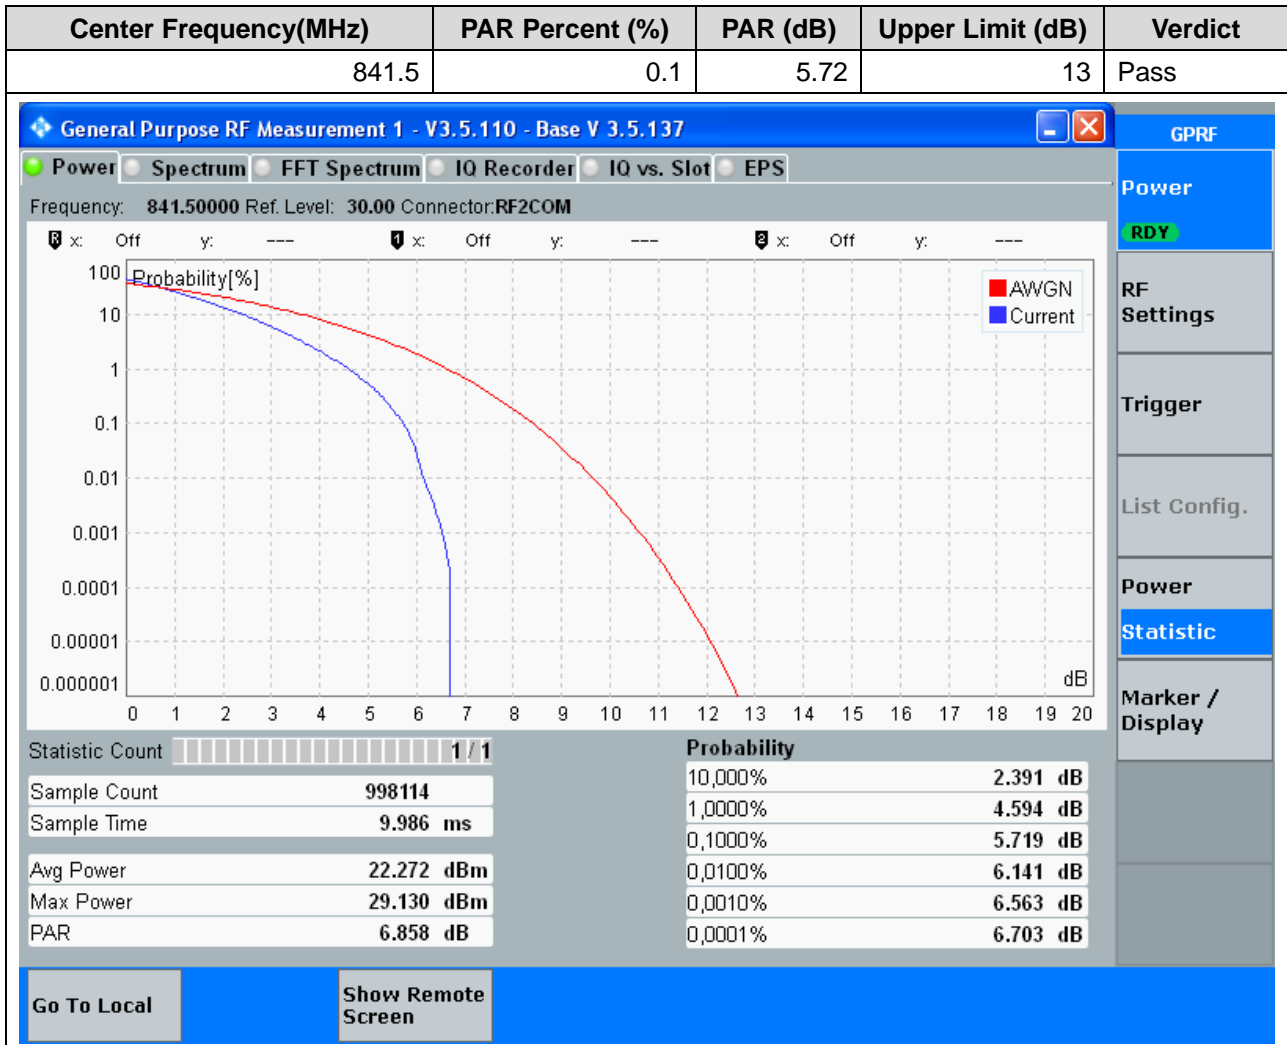 Center Frequency(MHz) PAR Percent (%) PAR (dB) Upper Limit (dB) Verdict
841.5 0.1 5.72 13 Pass
General Purpose RF Measurement 1 - V3.5.110 - Base V 3.5.137
GPRF
Power Spectrum FFT Spectrum IQ Recorder IQ vs. Slot EPS
Power
RDY
Frequency: 841.50000 Ref. Level: 30.00 Connector:RF2COM
R x: Off y: --- 1 x: Off y: --- 2 x: Off y: ---
Probability[%]
100
10
1
0.1
0.01
0.001
0.0001
0.00001
0.000001
AWGN
Current
dB
0 1 2 3 4 5 6 7 8 9 10 11 12 13 14 15 16 17 18 19 20
RF
Settings
Trigger
List Config.
Power
Statistic
Marker /
Display
Statistic Count 1 / 1
Sample Count 998114
Sample Time 9.986 ms
Avg Power 22.272 dBm
Max Power 29.130 dBm
PAR 6.858 dB
Probability
10,000% 2.391 dB
1,0000% 4.594 dB
0,1000% 5.719 dB
0,0100% 6.141 dB
0,0010% 6.563 dB
0,0001% 6.703 dB
Go To Local
Show Remote
Screen